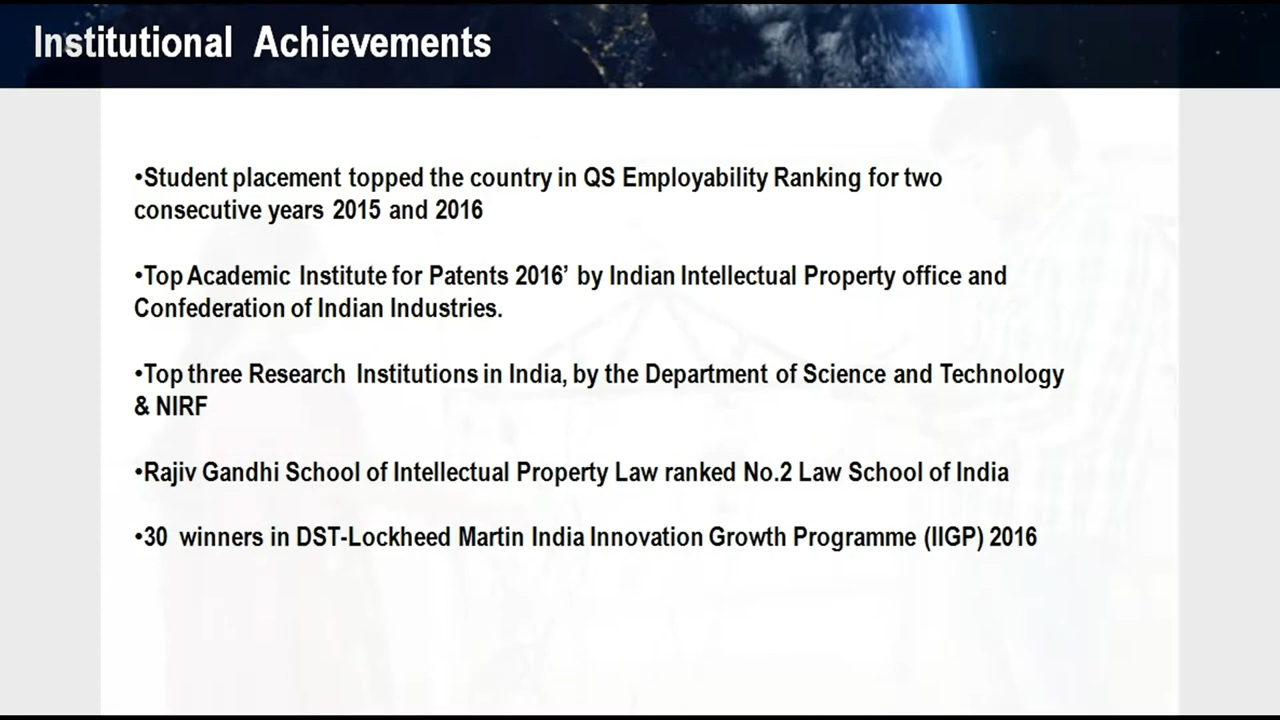 Institutional Achievements
•Student placement topped the country in QS Employability Ranking for two
consecutive years 2015 and 2016
•Top Academic Institute for Patents 2016’ by Indian Intellectual Property office and
Confederation of Indian Industries.
•Top three Research Institutions in India, by the Department of Science and Technology
& NIRF
•Rajiv Gandhi School of Intellectual Property Law ranked No.2 Law School of India
•30 winners in DST-Lockheed Martin India Innovation Growth Programme (IIGP) 2016